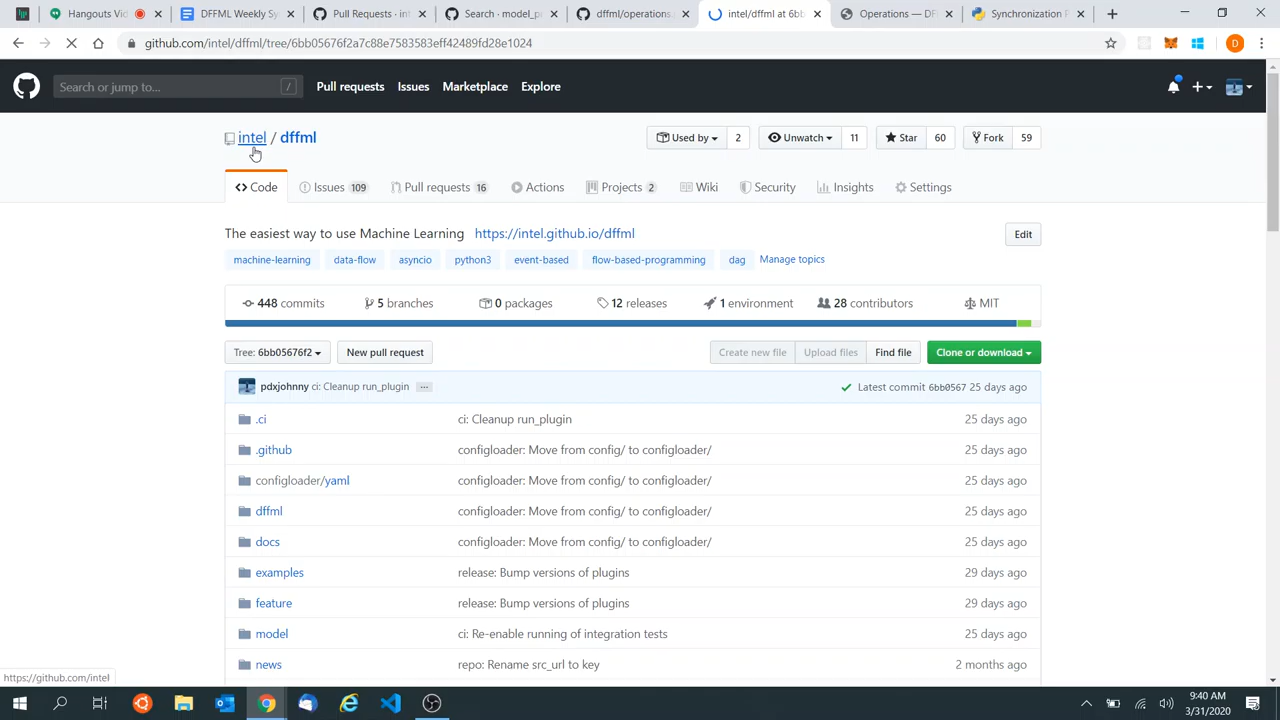 Hangouts Vid
DFFML Weekly Sy
Pull Requests · int
Search · model_pr
dffml/operations.
intel/dffml at 6bb
Operations — DF
Synchronization P
github.com/intel/dffml/tree/6bb05676f2a7c88e7583583eff42489fd20e1024
D
Search or jump to...
/
Pull requests
Issues
Marketplace
Explore
intel / dffml
Used by 2
Unwatch 11
Star 60
Fork 59
Code
Issues 109
Pull requests 16
Actions
Projects 2
Wiki
Security
Insights
Settings
The easiest way to use Machine Learning https://intel.github.io/dffml
Edit
machine-learning data-flow asyncio python3 event-based flow-based-programming dag Manage topics
448 commits
5 branches
0 packages
12 releases
1 environment
28 contributors
MIT
Tree: 6bb05676f2
New pull request
Create new file
Upload files
Find file
Clone or download
pdxjohnny ci: Cleanup run_plugin ...
Latest commit 6bb0567 25 days ago
.ci ci: Cleanup run_plugin 25 days ago
.github configloader: Move from config/ to configloader/ 25 days ago
configloader/yaml configloader: Move from config/ to configloader/ 25 days ago
dffml configloader: Move from config/ to configloader/ 25 days ago
docs configloader: Move from config/ to configloader/ 25 days ago
examples release: Bump versions of plugins 29 days ago
feature release: Bump versions of plugins 29 days ago
model ci: Re-enable running of integration tests 25 days ago
news repo: Rename src_url to key 2 months ago
https://github.com/intel
9:40 AM
3/31/2020